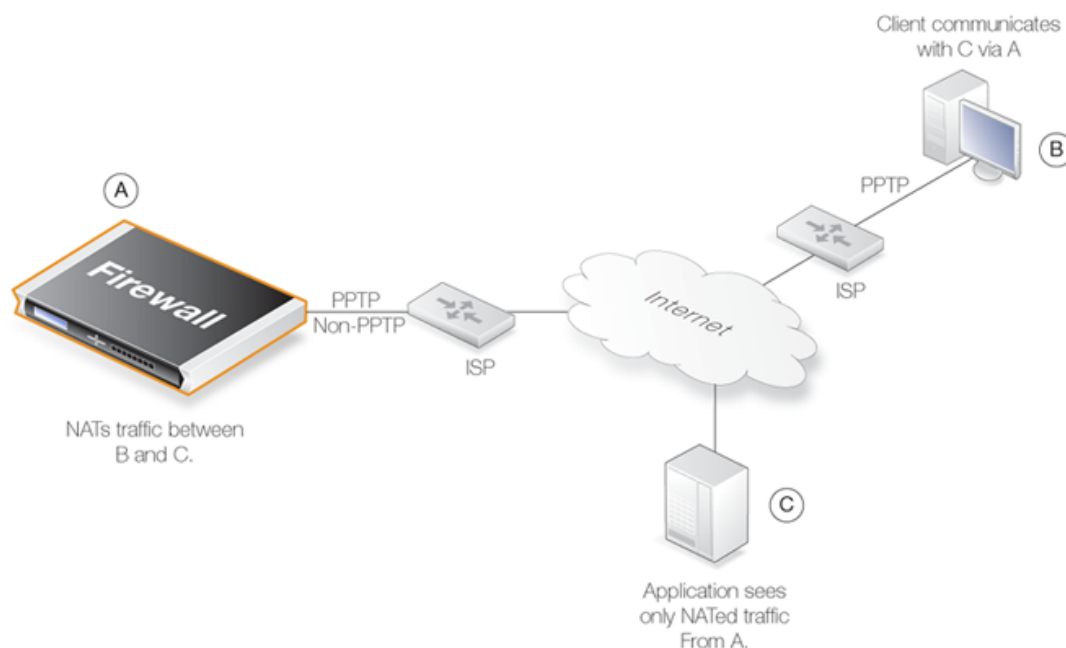 Client communicates
with C via A
B
PPTP
A
Firewall
PPTP
Non-PPTP
ISP
Internet
ISP
NATs traffic between
B and C.
C
Application sees
only NATed traffic
From A.